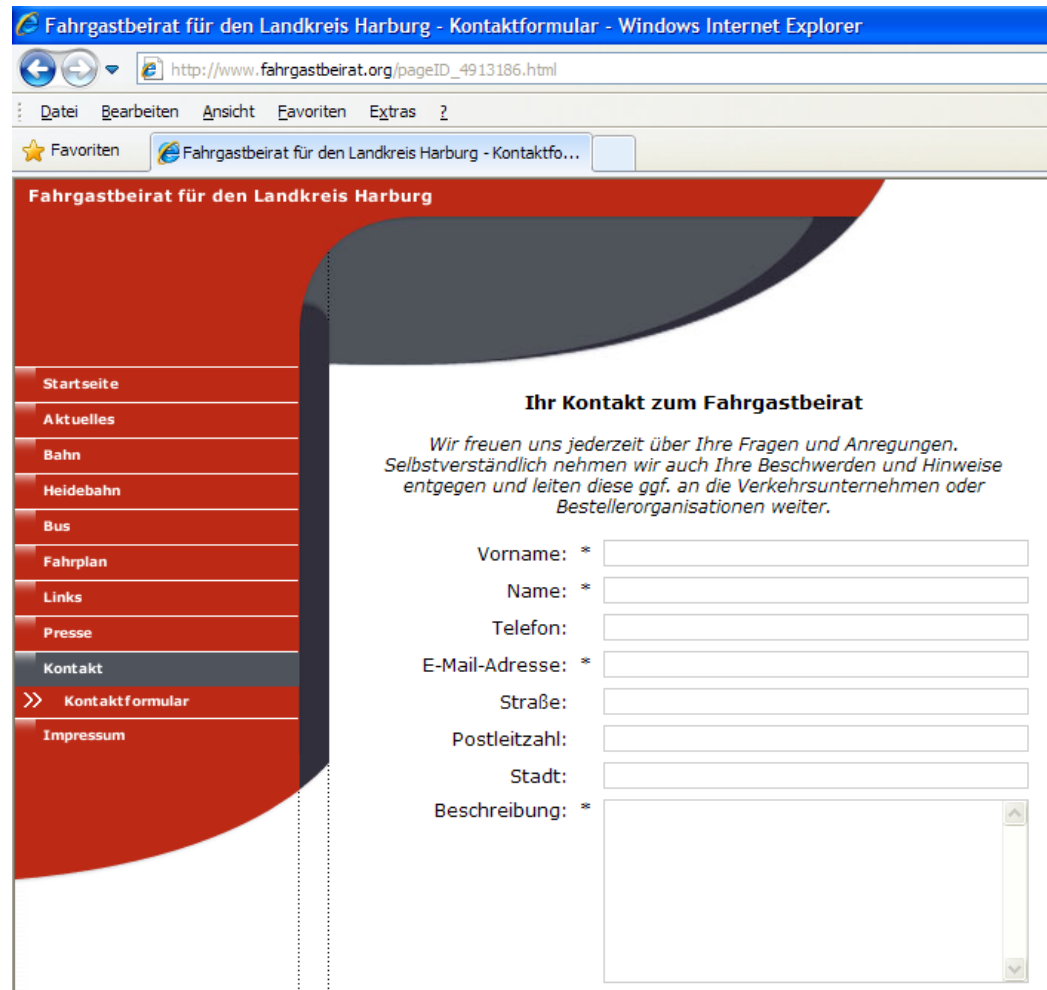 Fahrgastbeirat für den Landkreis Harburg - Kontaktformular - Windows Internet Explorer
http://www.fahrgastbeirat.org/pageID_4913186.html
Datei Bearbeiten Ansicht Favoriten Extras ?
Favoriten Fahrgastbeirat für den Landkreis Harburg - Kontaktfo...
Fahrgastbeirat für den Landkreis Harburg
Startseite
Aktuelles
Bahn
Heidebahn
Bus
Fahrplan
Links
Presse
Kontakt
Kontaktformular
Impressum
Ihr Kontakt zum Fahrgastbeirat
Wir freuen uns jederzeit über Ihre Fragen und Anregungen.
Selbstverständlich nehmen wir auch Ihre Beschwerden und Hinweise
entgegen und leiten diese ggf. an die Verkehrsunternehmen oder
Bestellerorganisationen weiter.
Vorname: *
Name: *
Telefon:
E-Mail-Adresse: *
Straße:
Postleitzahl:
Stadt:
Beschreibung: *